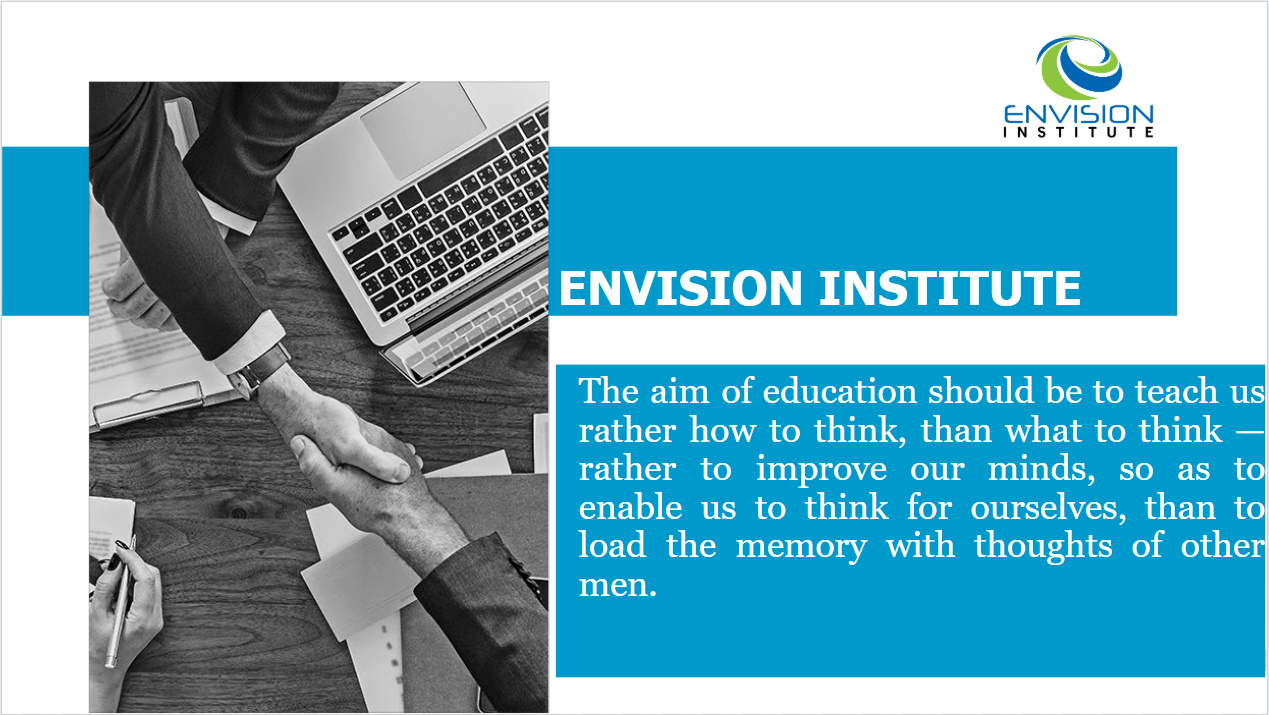 ENVISION
INSTITUTE
ENVISION INSTITUTE
The aim of education should be to teach us
rather how to think, than what to think —
rather to improve our minds, so as to
enable us to think for ourselves, than to
load the memory with thoughts of other
men.